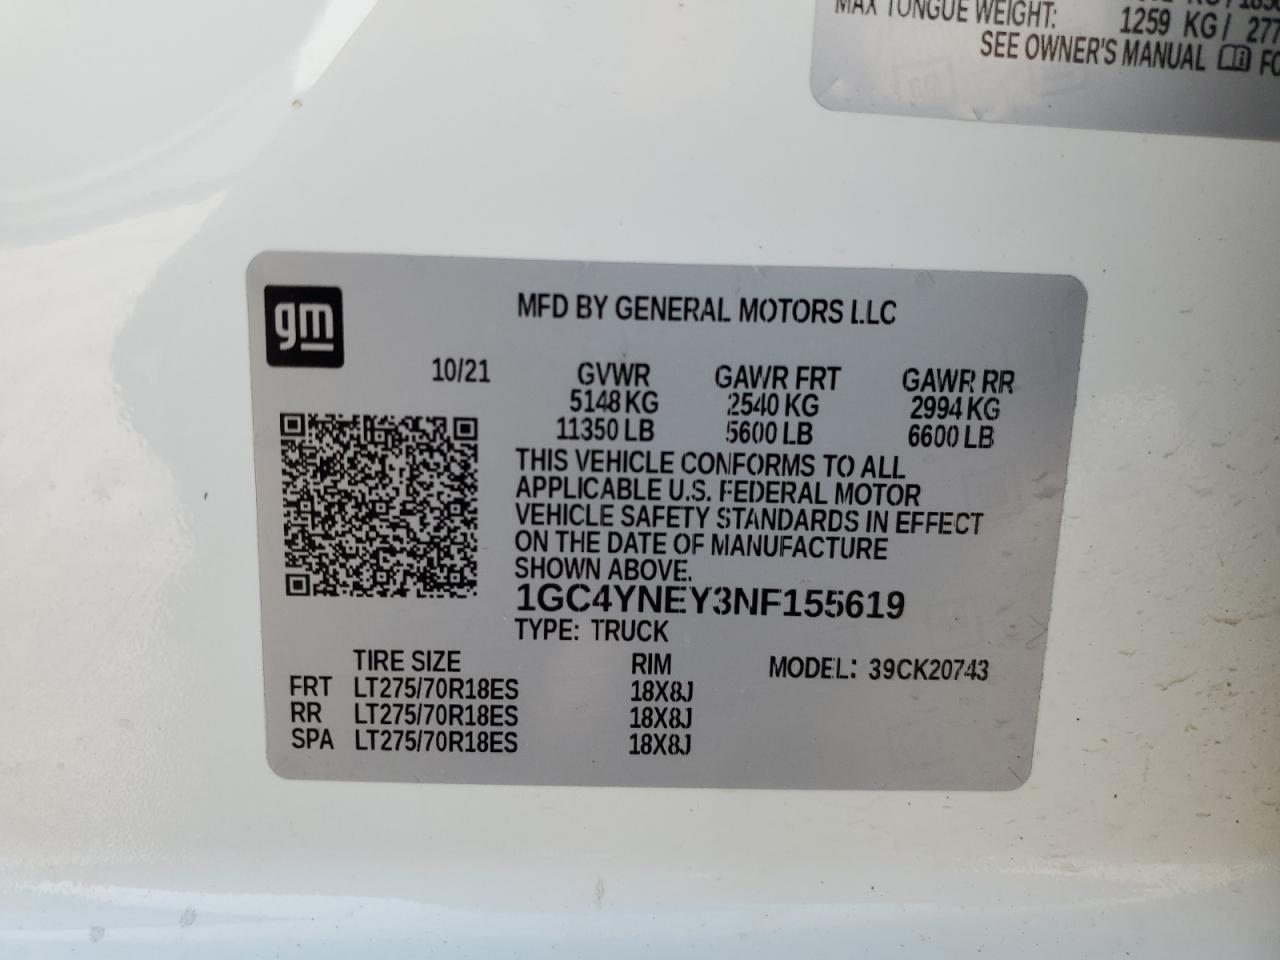 MAX TONGUE WEIGHT:
1259 KG/ 277
SEE OWNER'S MANUAL
gm
MFD BY GENERAL MOTORS LLC
10/21 GVWR GAWR FRT GAWR RR
5148 KG 2540 KG 2994 KG
11350 LB 5600 LB 6600 LB
THIS VEHICLE CONFORMS TO ALL
APPLICABLE U.S. FEDERAL MOTOR
VEHICLE SAFETY STANDARDS IN EFFECT
ON THE DATE OF MANUFACTURE
SHOWN ABOVE.
1GC4YNEY3NF155619
TYPE: TRUCK
TIRE SIZE RIM MODEL: 39CK20743
FRT LT275/70R18ES 18X8J
RR LT275/70R18ES 18X8J
SPA LT275/70R18ES 18X8J